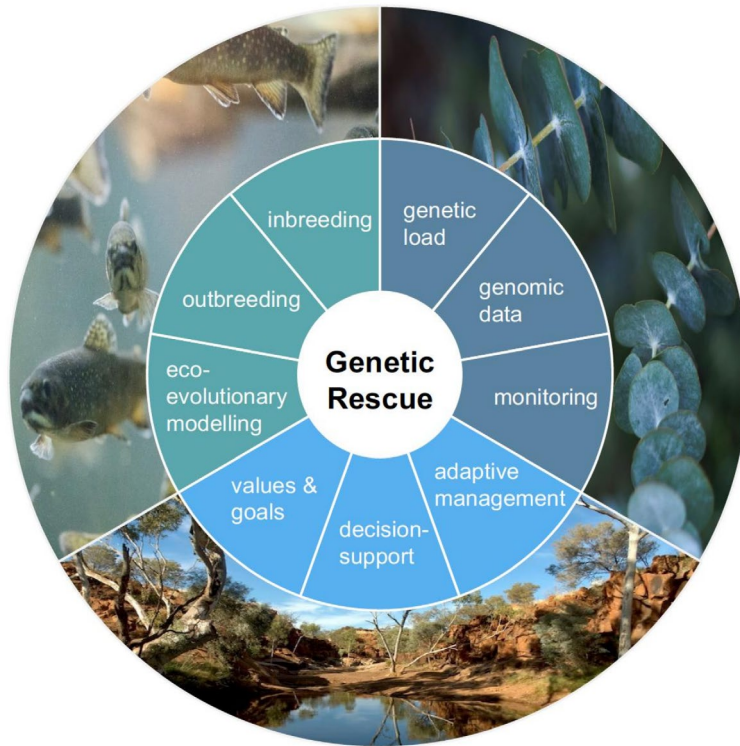 inbreeding
genetic
load
outbreeding
genomic
data
Genetic
Rescue
eco-
evolutionary
modelling
monitoring
values &
goals
adaptive
management
decision-
support